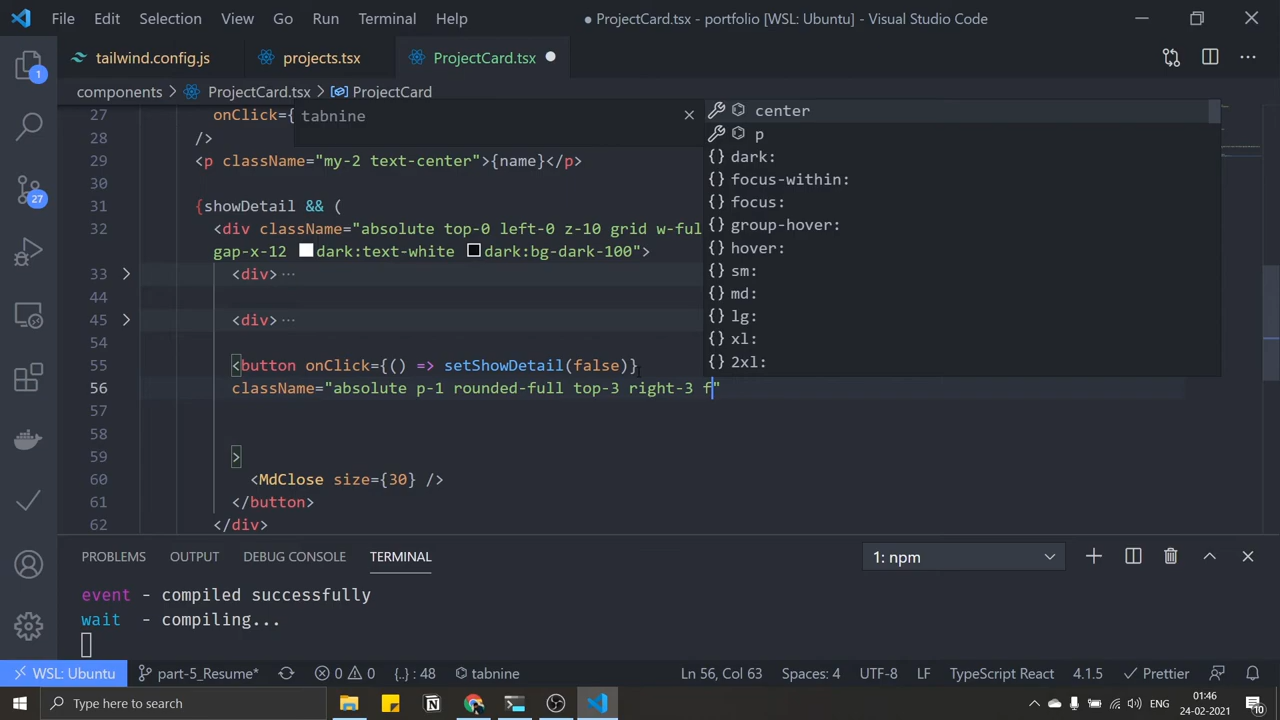 File Edit Selection View Go Run Terminal Help ● ProjectCard.tsx - portfolio [WSL: Ubuntu] - Visual Studio Code
tailwind.config.js projects.tsx ProjectCard.tsx
components > ProjectCard.tsx > ProjectCard
27 onClick={
tabnine
center
p
dark:
focus-within:
focus:
group-hover:
hover:
sm:
md:
lg:
xl:
2xl:
28 />
29 <p className="my-2 text-center">{name}</p>
30
31 {showDetail && (
32 <div className="absolute top-0 left-0 z-10 grid w-ful
gap-x-12 dark:text-white dark:bg-dark-100">
33 <div> ...
44
45 <div> ...
54
55 <button onClick={() => setShowDetail(false)}
56 className="absolute p-1 rounded-full top-3 right-3 f"
57
58
59 >
60 <MdClose size={30} />
61 </button>
62 </div>
1
27
PROBLEMS OUTPUT DEBUG CONSOLE TERMINAL 1: npm
event - compiled successfully
wait - compiling...
WSL: Ubuntu part-5_Resume* 0 0 {..} : 48 tabnine Ln 56, Col 63 Spaces: 4 UTF-8 LF TypeScript React 4.1.5 Prettier
Type here to search ENG 01:46
24-02-2021 10